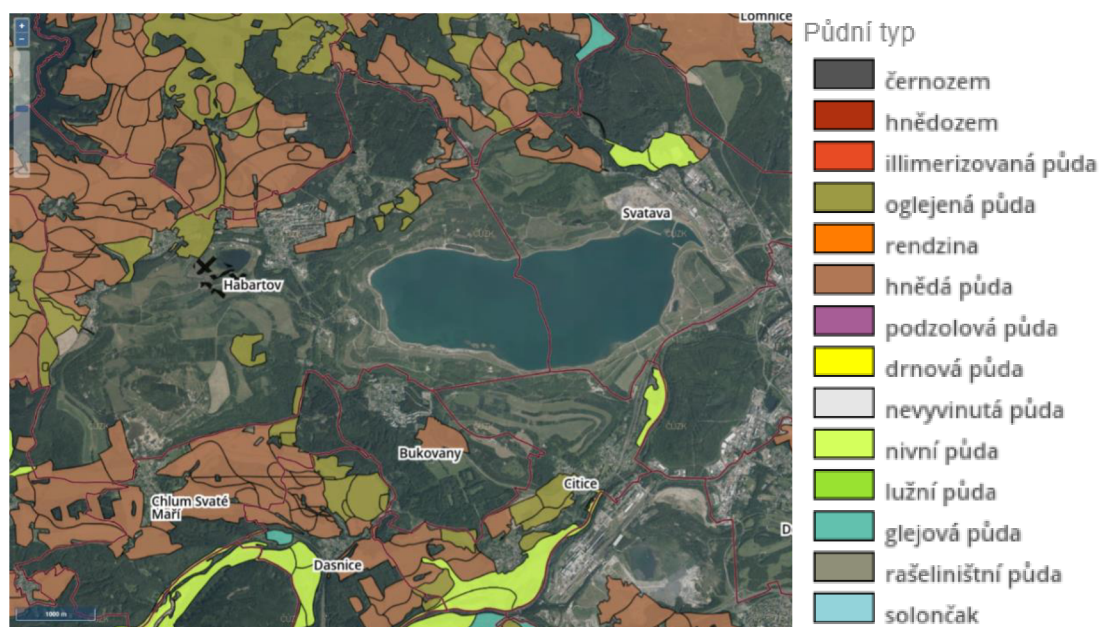 Lomnice
Svatava
Habartov
Bukovany
Citice
Chlum Svaté
Maří
Dasnice
1000 m
Půdní typ
černozem
hnědozem
illimerizovaná půda
oglejená půda
rendzina
hnědá půda
podzolová půda
drnová půda
nevyvinutá půda
nivní půda
lužní půda
glejová půda
rašeliništní půda
solončak